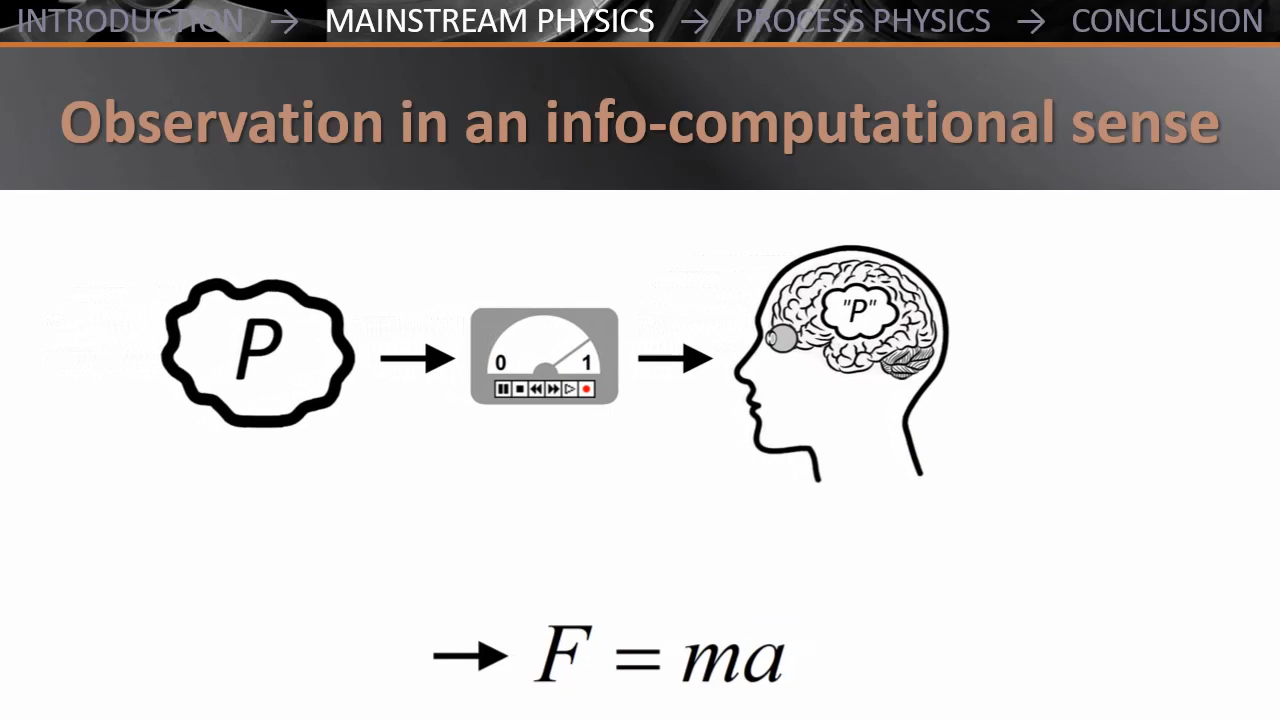 INTRODUCTION → MAINSTREAM PHYSICS → PROCESS PHYSICS → CONCLUSION
Observation in an info-computational sense
P
0 1
"P"
→ F = ma